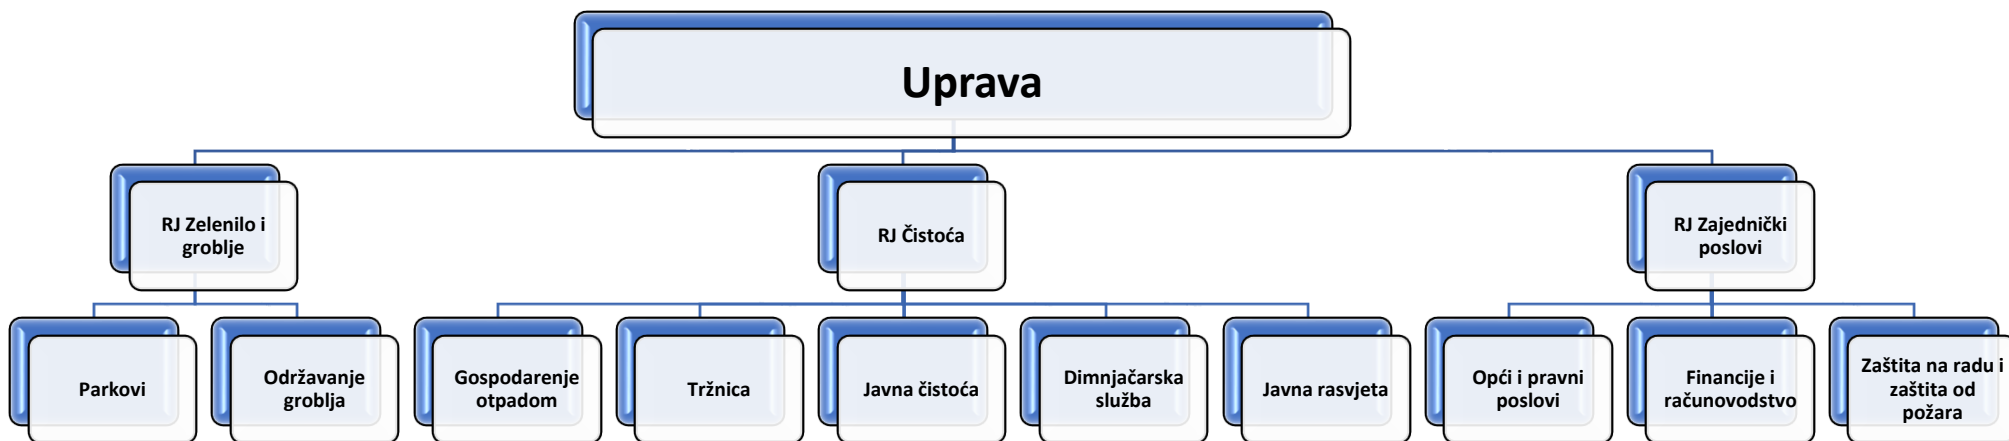 Uprava
RJ Zelenilo i
groblje
RJ Čistoća
RJ Zajednički
poslovi
Parkovi
Održavanje
groblja
Gospodarenje
otpadom
Tržnica
Javna čistoća
Dimnjačarska
služba
Javna rasvjeta
Opći i pravni
poslovi
Financije i
računovodstvo
Zaštita na radu i
zaštita od
požara